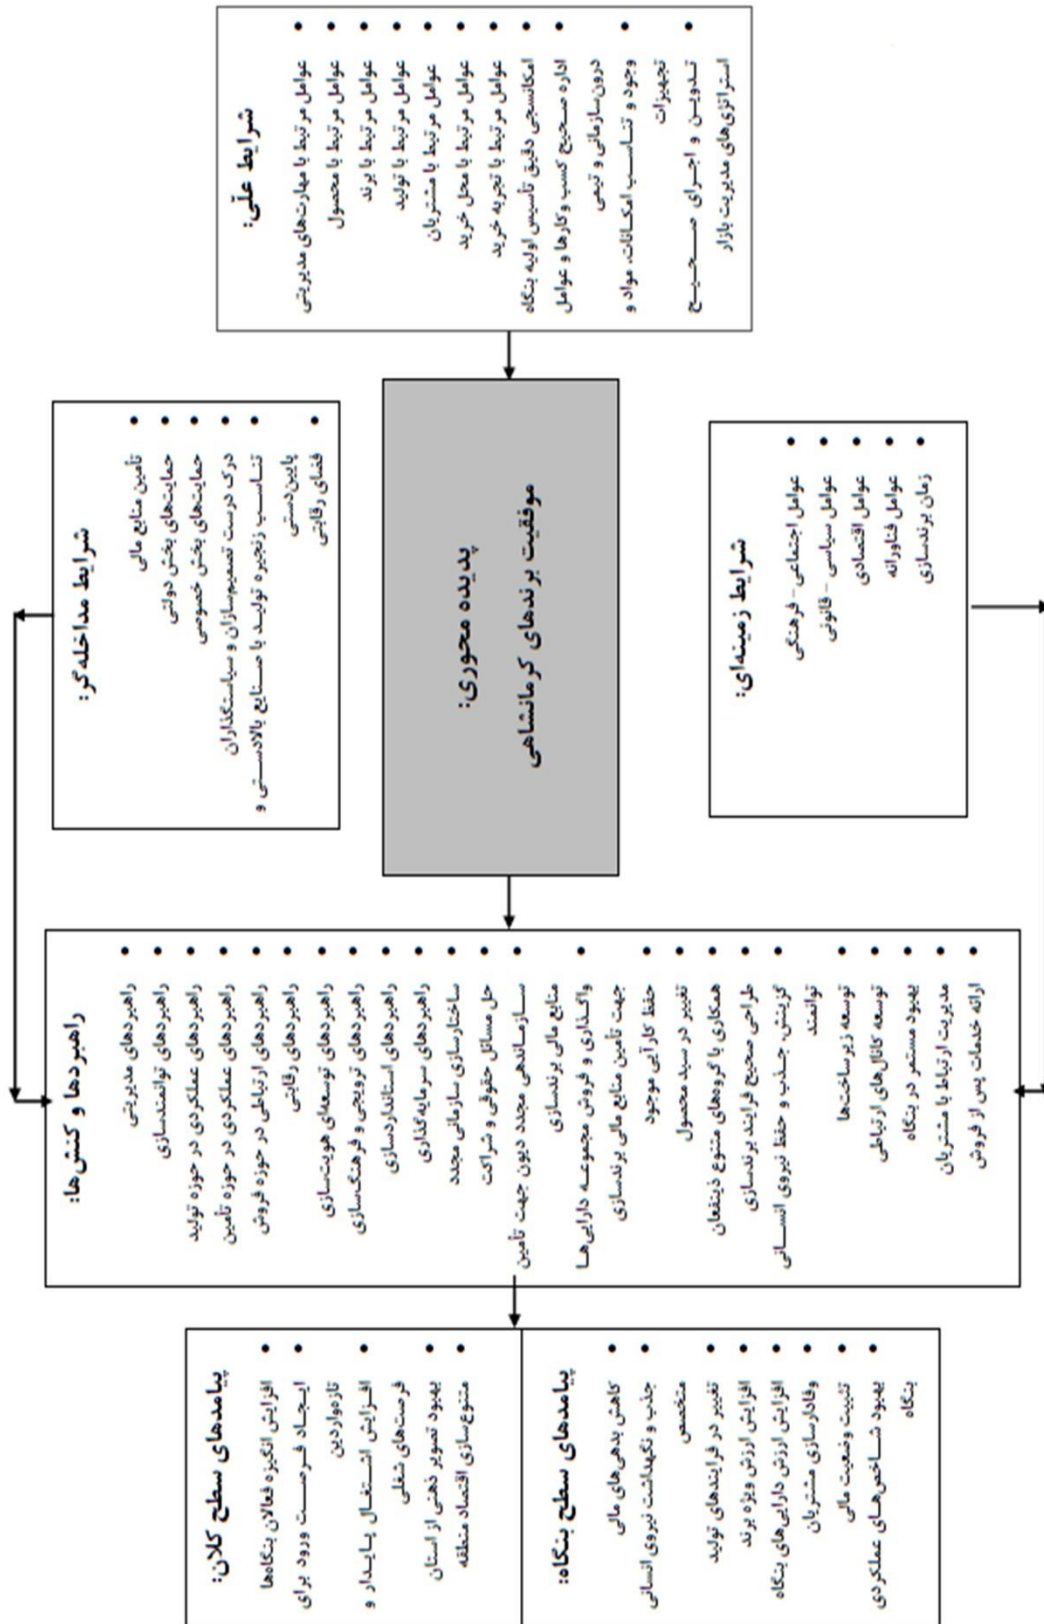 شرایط علّی:
عوامل مرتبط با مهارت‌های مدیریتی
عوامل مرتبط با محصول
عوامل مرتبط با برند
عوامل مرتبط با تولید
عوامل مرتبط با مشتریان
عوامل مرتبط با محل خرید
عوامل مرتبط با تجربه خرید
امکانسجی دقیق تأسیس اولیه بنگاه
اداره صحیح کسب وکارها و عوامل
درون‌سازمانی و تیمی
وجود و تناسب امکانات، مواد و
تجهیزات
تدوین و اجرای صحیح
استراتژی‌های مدیریت بازار
شرایط مداخله‌گر:
تأمین منابع مالی
حمایت‌های بخش دولتی
حمایت‌های بخش خصوصی
درک درست تصمیم‌سازان و سیاستگذاران
تناسب زنجیره تولید با صنایع بالادستی و
پایین‌دستی
فضای رقابتی
پدیده محوری:
موفقیت برندهای کرمانشاهی
شرایط زمینه‌ای:
عوامل اجتماعی - فرهنگی
عوامل سیاسی - قانونی
عوامل اقتصادی
عوامل فناورانه
زمان برندسازی
راهبردها و کنش‌ها:
راهبردهای مدیریتی
راهبردهای توانمندسازی
راهبردهای عملکردی در حوزه تولید
راهبردهای عملکردی در حوزه تأمین
راهبردهای ارتباطی در حوزه فروش
راهبردهای رقابتی
راهبردهای توسعه‌ای هویت‌سازی
راهبردهای ترویجی و فرهنگ‌سازی
راهبردهای استانداردسازی
راهبردهای سرمایه‌گذاری
ساختارسازی سازمانی مجدد
حل مسائل حقوقی و شراکت
سازماندهی مجدد دیون جهت تأمین
منابع مالی برندسازی
واگذاری و فروش مجموعه دارایی‌ها
جهت تأمین منابع مالی برندسازی
حفظ کارآیی موجود
تغییر در سبد محصول
همکاری با گروه‌های متنوع ذینفعان
طراحی صحیح فرایند برندسازی
گزینش، جذب و حفظ نیروی انسانی
توانمند
توسعه زیرساخت‌ها
توسعه کانال‌های ارتباطی
بهبود مستمر در بنگاه
مدیریت ارتباط با مشتریان
ارائه خدمات پس از فروش
پیامدهای سطح کلان:
افزایش انگیزه فعالان بنگاه‌ها
ایجاد فرصت ورود برای
تازه‌واردین
افزایش اشتغال پایدار و
فرصت‌های شغلی
بهبود تصویر ذهنی از استان
متنوع‌سازی اقتصاد منطقه
پیامدهای سطح بنگاه:
کاهش بدهی‌های مالی
جذب و نگهداشت نیروی انسانی
متخصص
تغییر در فرایندهای تولید
افزایش ارزش ویژه برند
افزایش ارزش دارایی‌های بنگاه
وفادارسازی مشتریان
تثبیت وضعیت مالی
بهبود شاخص‌های عملکردی
بنگاه